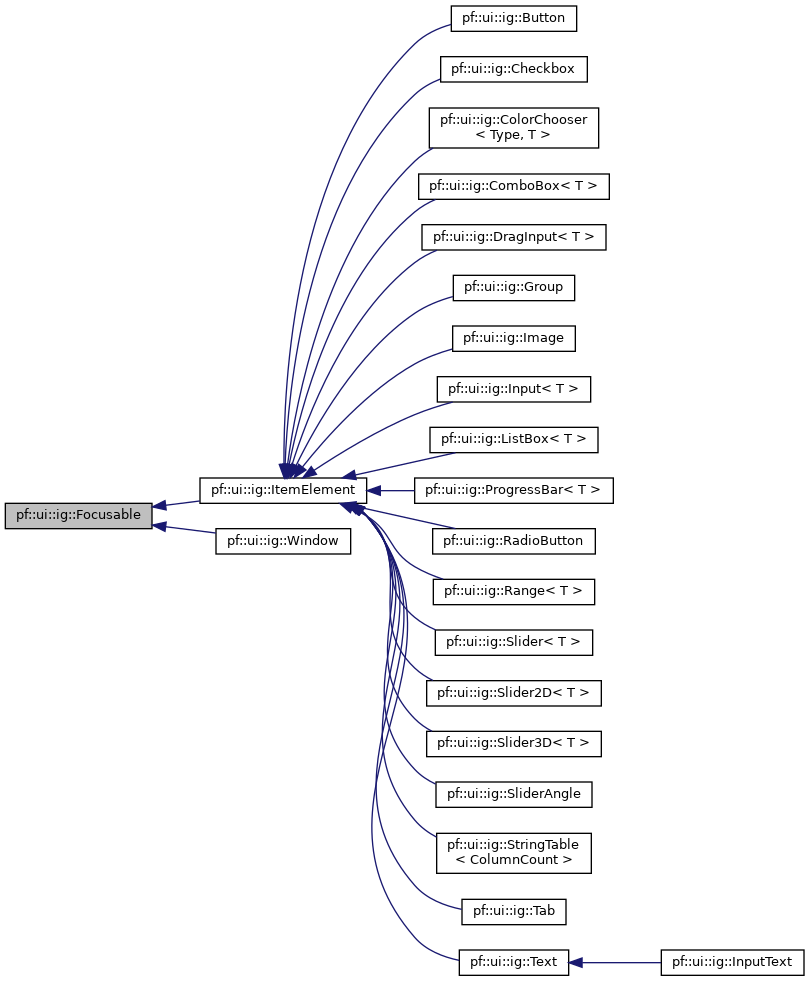 pf::ui::ig::Button
pf::ui::ig::Checkbox
pf::ui::ig::ColorChooser
< Type, T >
pf::ui::ig::ComboBox< T >
pf::ui::ig::DragInput< T >
pf::ui::ig::Group
pf::ui::ig::Image
pf::ui::ig::Input< T >
pf::ui::ig::ListBox< T >
pf::ui::ig::ItemElement
pf::ui::ig::ProgressBar< T >
pf::ui::ig::Focusable
pf::ui::ig::Window
pf::ui::ig::RadioButton
pf::ui::ig::Range< T >
pf::ui::ig::Slider< T >
pf::ui::ig::Slider2D< T >
pf::ui::ig::Slider3D< T >
pf::ui::ig::SliderAngle
pf::ui::ig::StringTable
< ColumnCount >
pf::ui::ig::Tab
pf::ui::ig::Text
pf::ui::ig::InputText